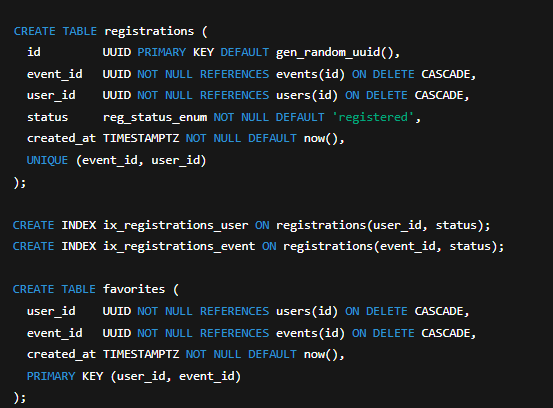 CREATE TABLE registrations (
  id         UUID PRIMARY KEY DEFAULT gen_random_uuid(),
  event_id   UUID NOT NULL REFERENCES events(id) ON DELETE CASCADE,
  user_id    UUID NOT NULL REFERENCES users(id) ON DELETE CASCADE,
  status     reg_status_enum NOT NULL DEFAULT 'registered',
  created_at TIMESTAMPTZ NOT NULL DEFAULT now(),
  UNIQUE (event_id, user_id)
);

CREATE INDEX ix_registrations_user ON registrations(user_id, status);
CREATE INDEX ix_registrations_event ON registrations(event_id, status);

CREATE TABLE favorites (
  user_id    UUID NOT NULL REFERENCES users(id) ON DELETE CASCADE,
  event_id   UUID NOT NULL REFERENCES events(id) ON DELETE CASCADE,
  created_at TIMESTAMPTZ NOT NULL DEFAULT now(),
  PRIMARY KEY (user_id, event_id)
);